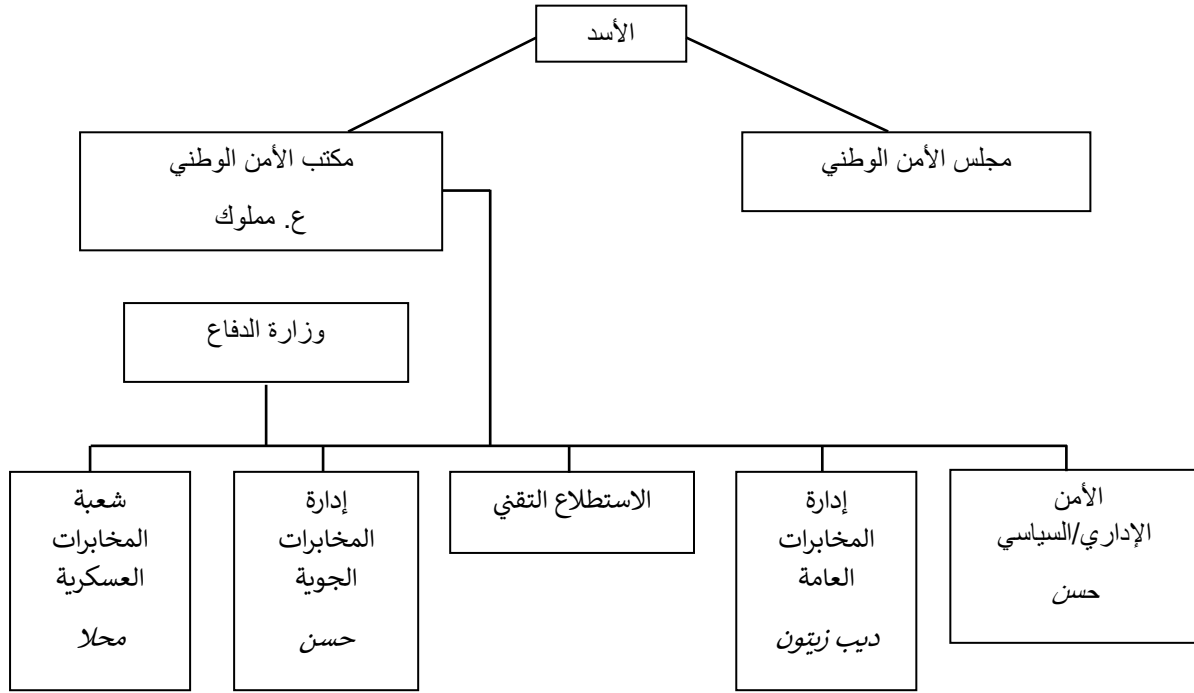 الأسد
مجلس الأمن الوطني
مكتب الأمن الوطني
ع. مملوك
وزارة الدفاع
الأمن
الإداري/السياسي
حسن
إدارة
المخابرات
العامة
ديب زيتون
الاستطلاع التقني
إدارة
المخابرات
الجوية
حسن
شعبة
المخابرات
العسكرية
محلا